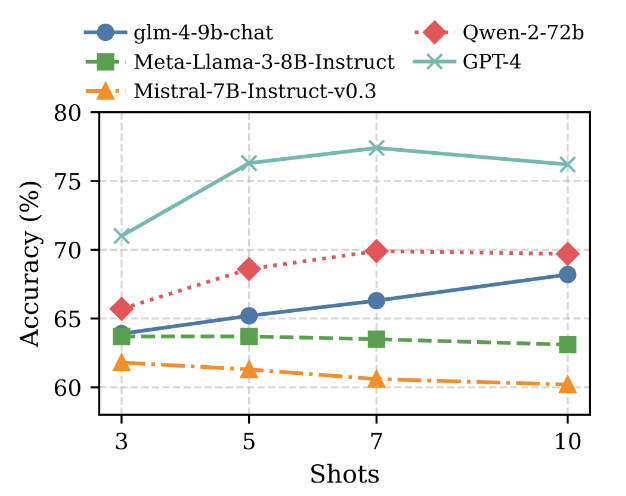 glm-4-9b-chat
Meta-Llama-3-8B-Instruct
Mistral-7B-Instruct-v0.3
Qwen-2-72b
GPT-4
80
75
70
65
60
Accuracy (%)
3 5 7 10
Shots